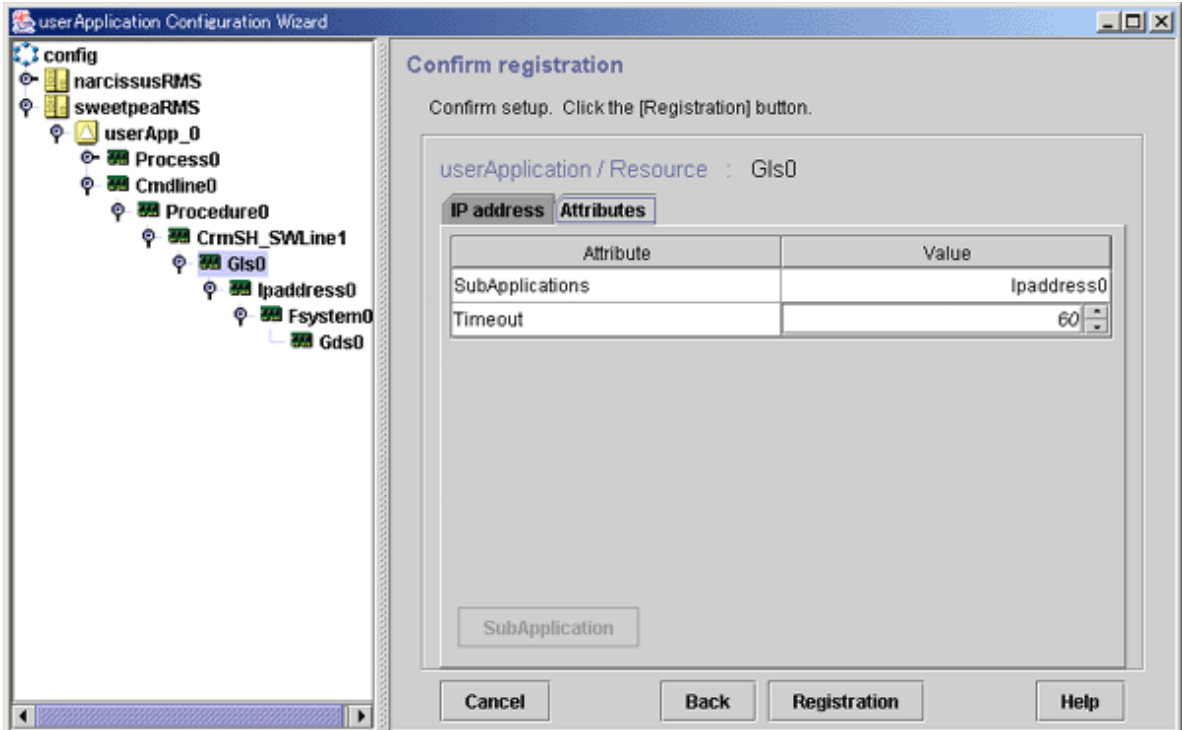 userApplication Configuration Wizard
config
narcissusRMS
sweetpeaRMS
userApp_0
Process0
Cmdline0
Procedure0
CrmSH_SWLine1
Gls0
Ipaddress0
Fsystem0
Gds0
Confirm registration
Confirm setup. Click the [Registration] button.
userApplication / Resource : Gls0
IP address Attributes
Attribute Value
SubApplications Ipaddress0
Timeout 60
SubApplication
Cancel Back Registration Help